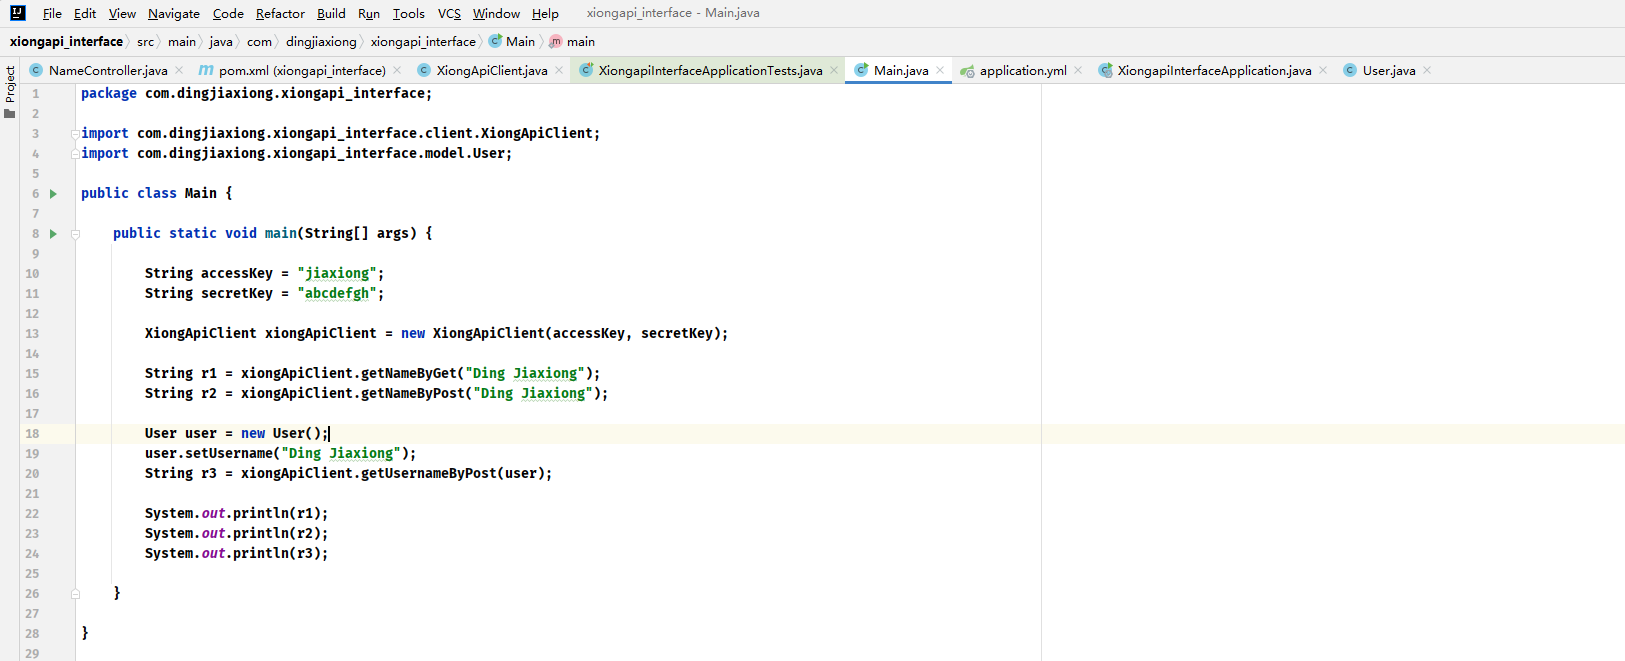 File Edit View Navigate Code Refactor Build Run Tools VCS Window Help xiongapi_interface - Main.java
xiongapi_interface src main java com dingjiaxiong xiongapi_interface Main main
NameController.java pom.xml (xiongapi_interface) XiongApiClient.java XiongapiInterfaceApplicationTests.java Main.java application.yml XiongapiInterfaceApplication.java User.java
Project
1 package com.dingjiaxiong.xiongapi_interface;
2
3 import com.dingjiaxiong.xiongapi_interface.client.XiongApiClient;
4 import com.dingjiaxiong.xiongapi_interface.model.User;
5
6 public class Main {
7
8 public static void main(String[] args) {
9
10 String accessKey = "jiaxiong";
11 String secretKey = "abcdefgh";
12
13 XiongApiClient xiongApiClient = new XiongApiClient(accessKey, secretKey);
14
15 String r1 = xiongApiClient.getNameByGet("Ding Jiaxiong");
16 String r2 = xiongApiClient.getNameByPost("Ding Jiaxiong");
17
18 User user = new User();
19 user.setUsername("Ding Jiaxiong");
20 String r3 = xiongApiClient.getUsernameByPost(user);
21
22 System.out.println(r1);
23 System.out.println(r2);
24 System.out.println(r3);
25
26 }
27
28 }
29